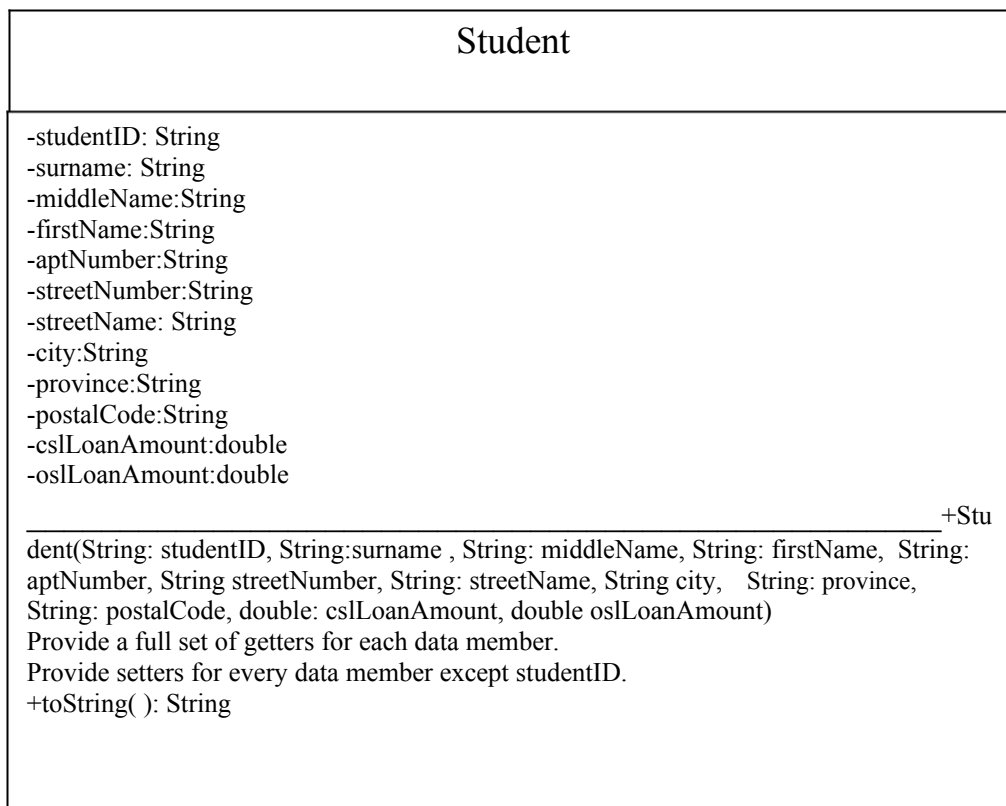 Student
-studentID: String
-surname: String
-middleName:String
-firstName:String
-aptNumber:String
-streetNumber:String
-streetName: String
-city:String
-province:String
-postalCode:String
-cslLoanAmount:double
-oslLoanAmount:double
+Stu
dent(String: studentID, String:surname , String: middleName, String: firstName, String:
aptNumber, String streetNumber, String: streetName, String city, String: province,
String: postalCode, double: cslLoanAmount, double oslLoanAmount)
Provide a full set of getters for each data member.
Provide setters for every data member except studentID.
+toString( ): String